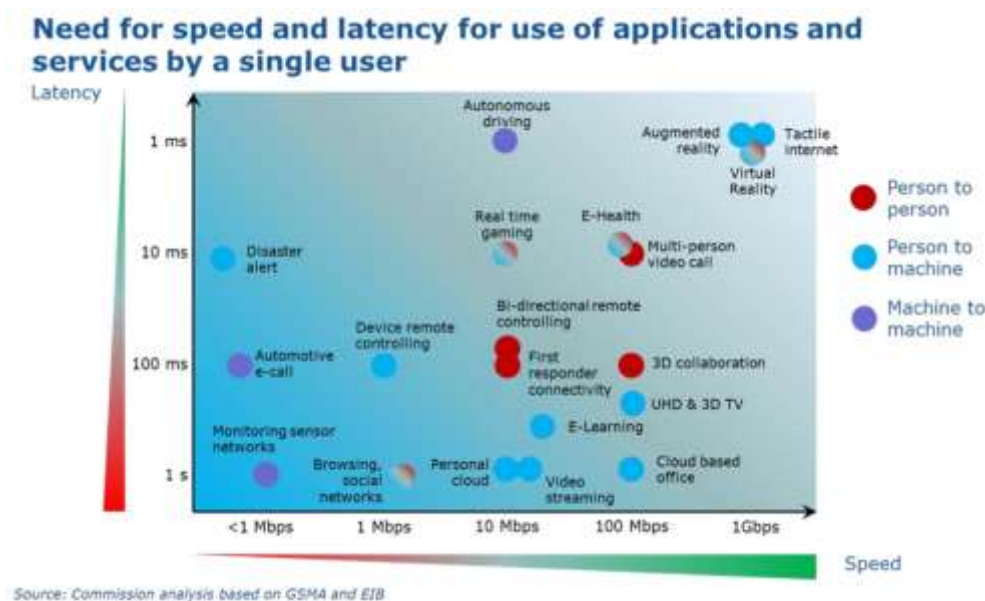 Need for speed and latency for use of applications and
services by a single user
Latency
Autonomous
driving
1 ms
Augmented
reality
Tactile
internet
Virtual
Reality
Person to
person
Real time
gaming
E-Health
10 ms
Disaster
alert
Multi-person
video call
Person to
machine
Bi-directional remote
controlling
Device remote
controlling
Machine to
machine
100 ms
Automotive
e-call
First
responder
connectivity
3D collaboration
UHD & 3D TV
E-Learning
Monitoring sensor
networks
1 s
Browsing,
social
networks
Personal
cloud
Video
streaming
Cloud based
office
<1 Mbps
1 Mbps
10 Mbps
100 Mbps
1Gbps
Speed
Source: Commission analysis based on GSMA and EIB